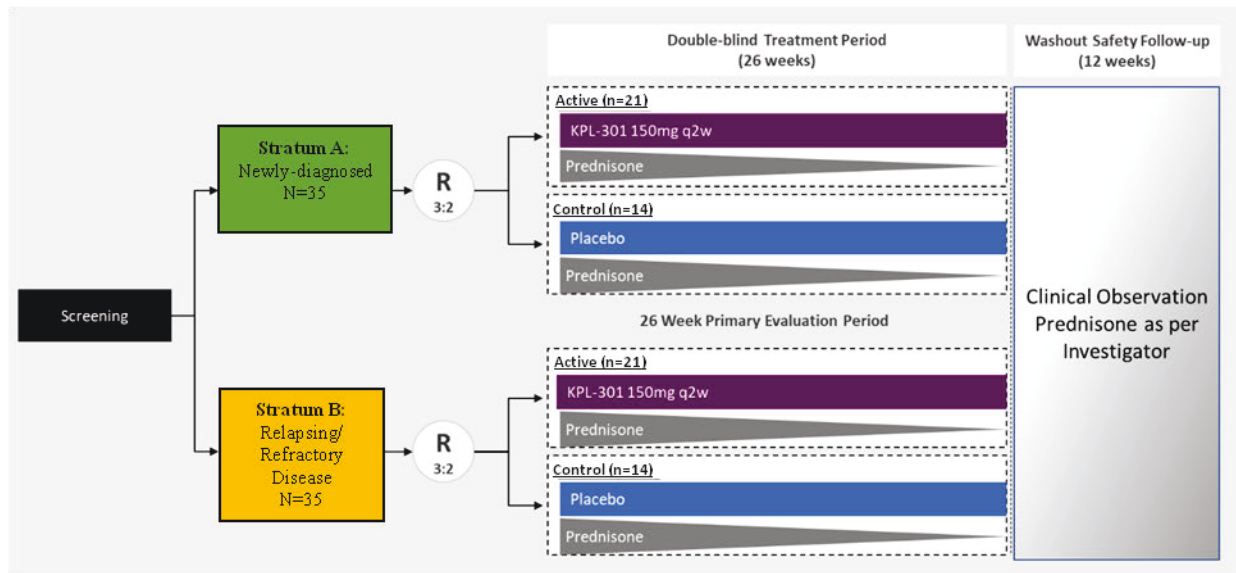 Double-blind Treatment Period
(26 weeks)
Washout Safety Follow-up
(12 weeks)
Screening
Stratum A:
Newly-diagnosed
N=35
R
3:2
Active (n=21)
KPL-301 150mg q2w
Prednisone
Control (n=14)
Placebo
Prednisone
26 Week Primary Evaluation Period
Stratum B:
Relapsing/
Refractory
Disease
N=35
R
3:2
Active (n=21)
KPL-301 150mg q2w
Prednisone
Control (n=14)
Placebo
Prednisone
Clinical Observation
Prednisone as per
Investigator